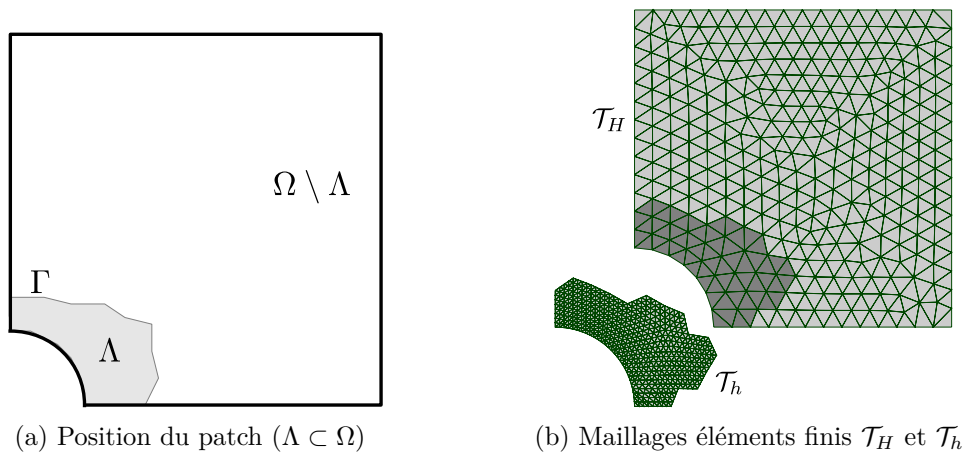 Ω \ Λ
Γ
Λ
𝒯_H
𝒯_h
(a) Position du patch (Λ ⊂ Ω)
(b) Maillages éléments finis 𝒯_H et 𝒯_h